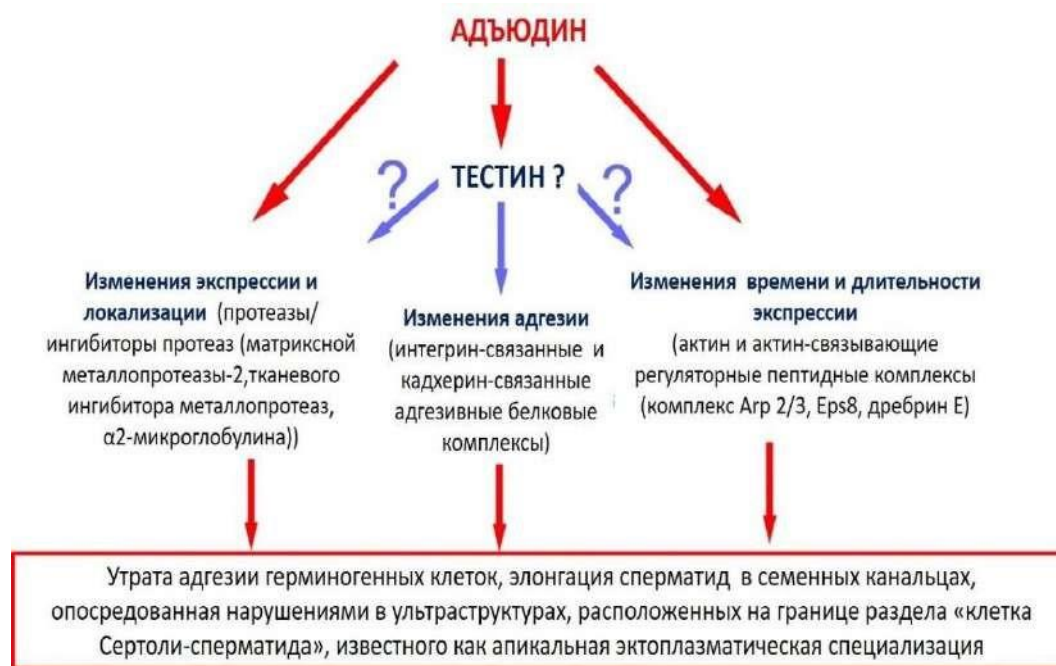 АДЪЮДИН
ТЕСТИН ?
?
?
Изменения экспрессии и
локализации (протеазы/
ингибиторы протеаз (матриксной
металлопротеазы-2,тканевого
ингибитора металлопротеаз,
α2-микроглобулина))
Изменения адгезии
(интегрин-связанные и
кадхерин-связанные
адгезивные белковые
комплексы)
Изменения времени и длительности
экспрессии
(актин и актин-связывающие
регуляторные пептидные комплексы
(комплекс Arp 2/3, Eps8, дребрин Е)
Утрата адгезии герминогенных клеток, элонгация сперматид в семенных канальцах,
опосредованная нарушениями в ультраструктурах, расположенных на границе раздела «клетка
Сертоли-сперматида», известного как апикальная эктоплазматическая специализация